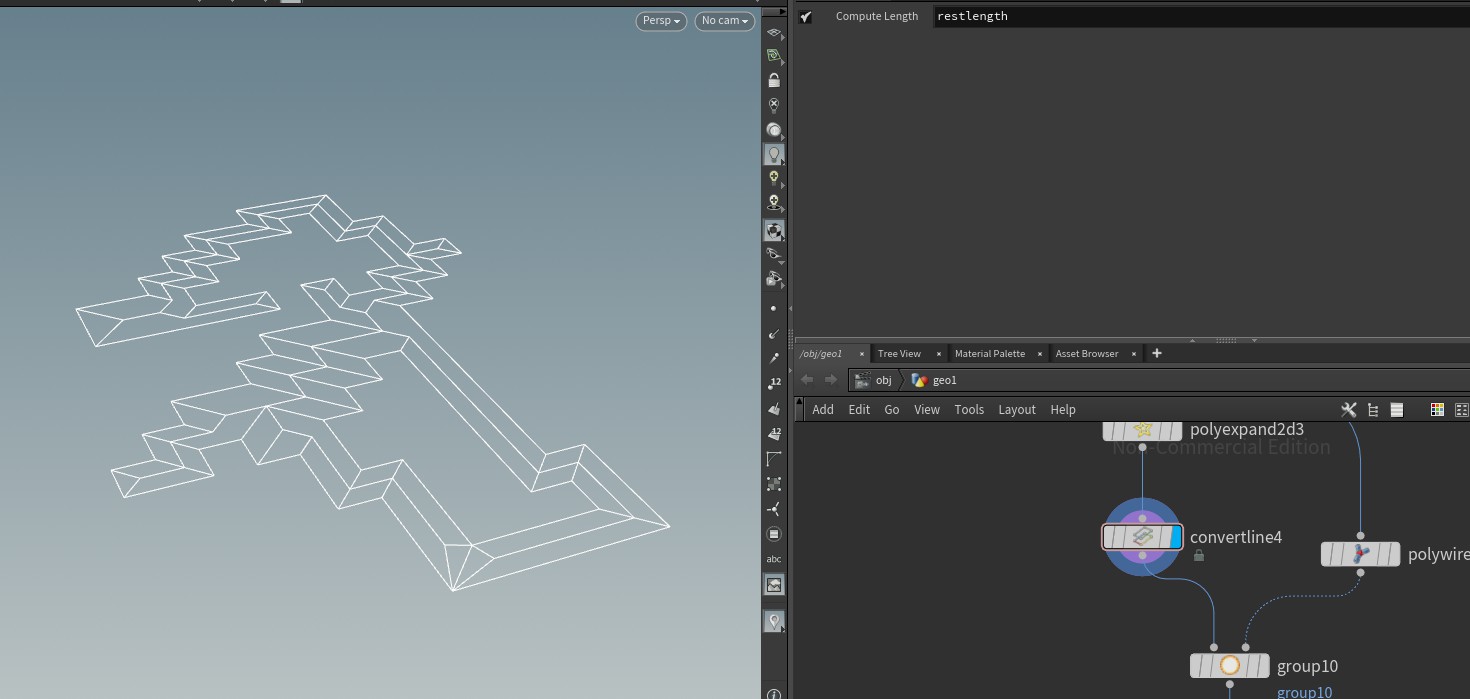 Persp
No cam
Compute Length
restlength
/obj/geo1
Tree View
Material Palette
Asset Browser
obj
geo1
Add
Edit
Go
View
Tools
Layout
Help
12
12
abc
polyexpand2d3
Non-Commercial Edition
convertline4
polywire
group10
group10